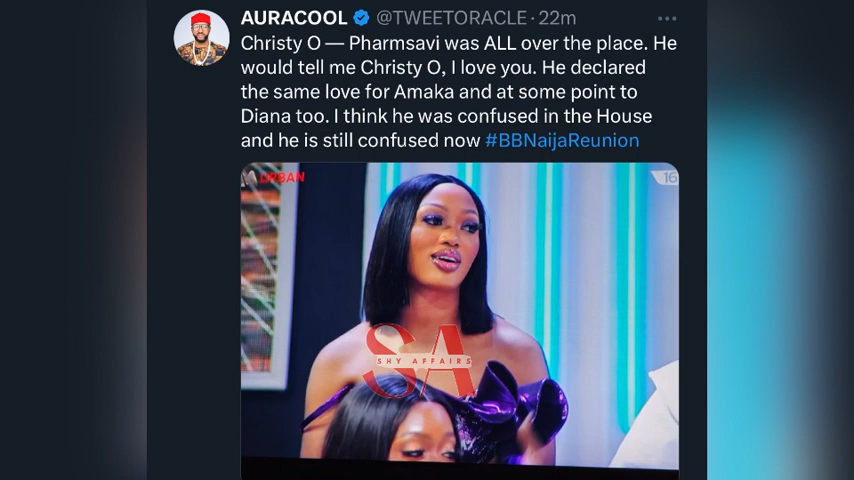 AURACOOL @TWEETORACLE · 22m
Christy O — Pharmsavi was ALL over the place. He
would tell me Christy O, I love you. He declared
the same love for Amaka and at some point to
Diana too. I think he was confused in the House
and he is still confused now #BBNaijaReunion
URBAN
16
SA
SHY AFFAIRS